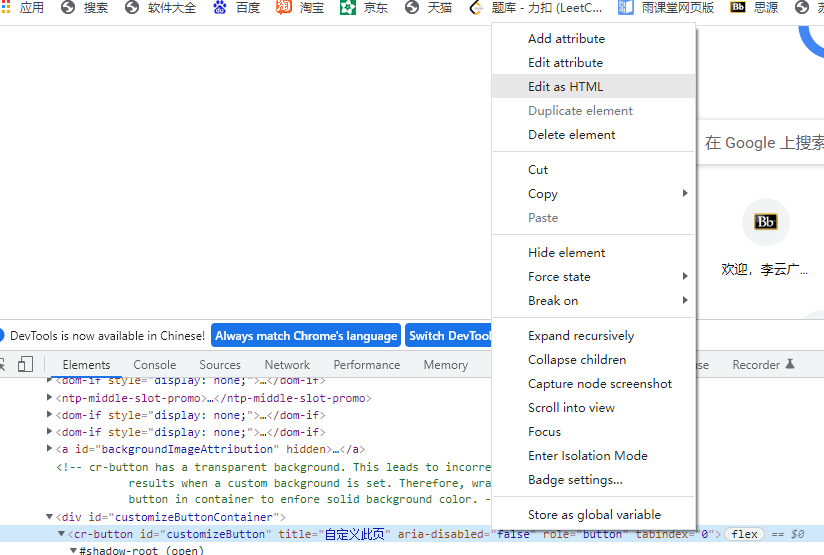 应用 搜索 软件大全 百度 淘宝 京东 天猫 题库 - 力扣 (LeetC... 雨课堂网页版 Bb 思源
Add attribute
Edit attribute
Edit as HTML
Duplicate element
Delete element
在 Google 上搜索
Cut
Copy
Paste
Bb
Hide element
欢迎，李云广...
Force state
Break on
DevTools is now available in Chinese! Always match Chrome's language Switch DevTool
Expand recursively
Collapse children
Elements Console Sources Network Performance Memory Recorder
Capture node screenshot
Scroll into view
Focus
Enter Isolation Mode
Badge settings...
Store as global variable
<dom-if style="display: none;">…</dom-if>
<ntp-middle-slot-promo>…</ntp-middle-slot-promo>
<dom-if style="display: none;">…</dom-if>
<dom-if style="display: none;">…</dom-if>
<a id="backgroundImageAttribution" hidden>…</a>
<!-- cr-button has a transparent background. This leads to incorre
results when a custom background is set. Therefore, wra
button in container to enfore solid background color. -
<div id="customizeButtonContainer">
<cr-button id="customizeButton" title="自定义此页" aria-disabled="false" role="button" tabindex="0"> flex == $0
#shadow-root (open)